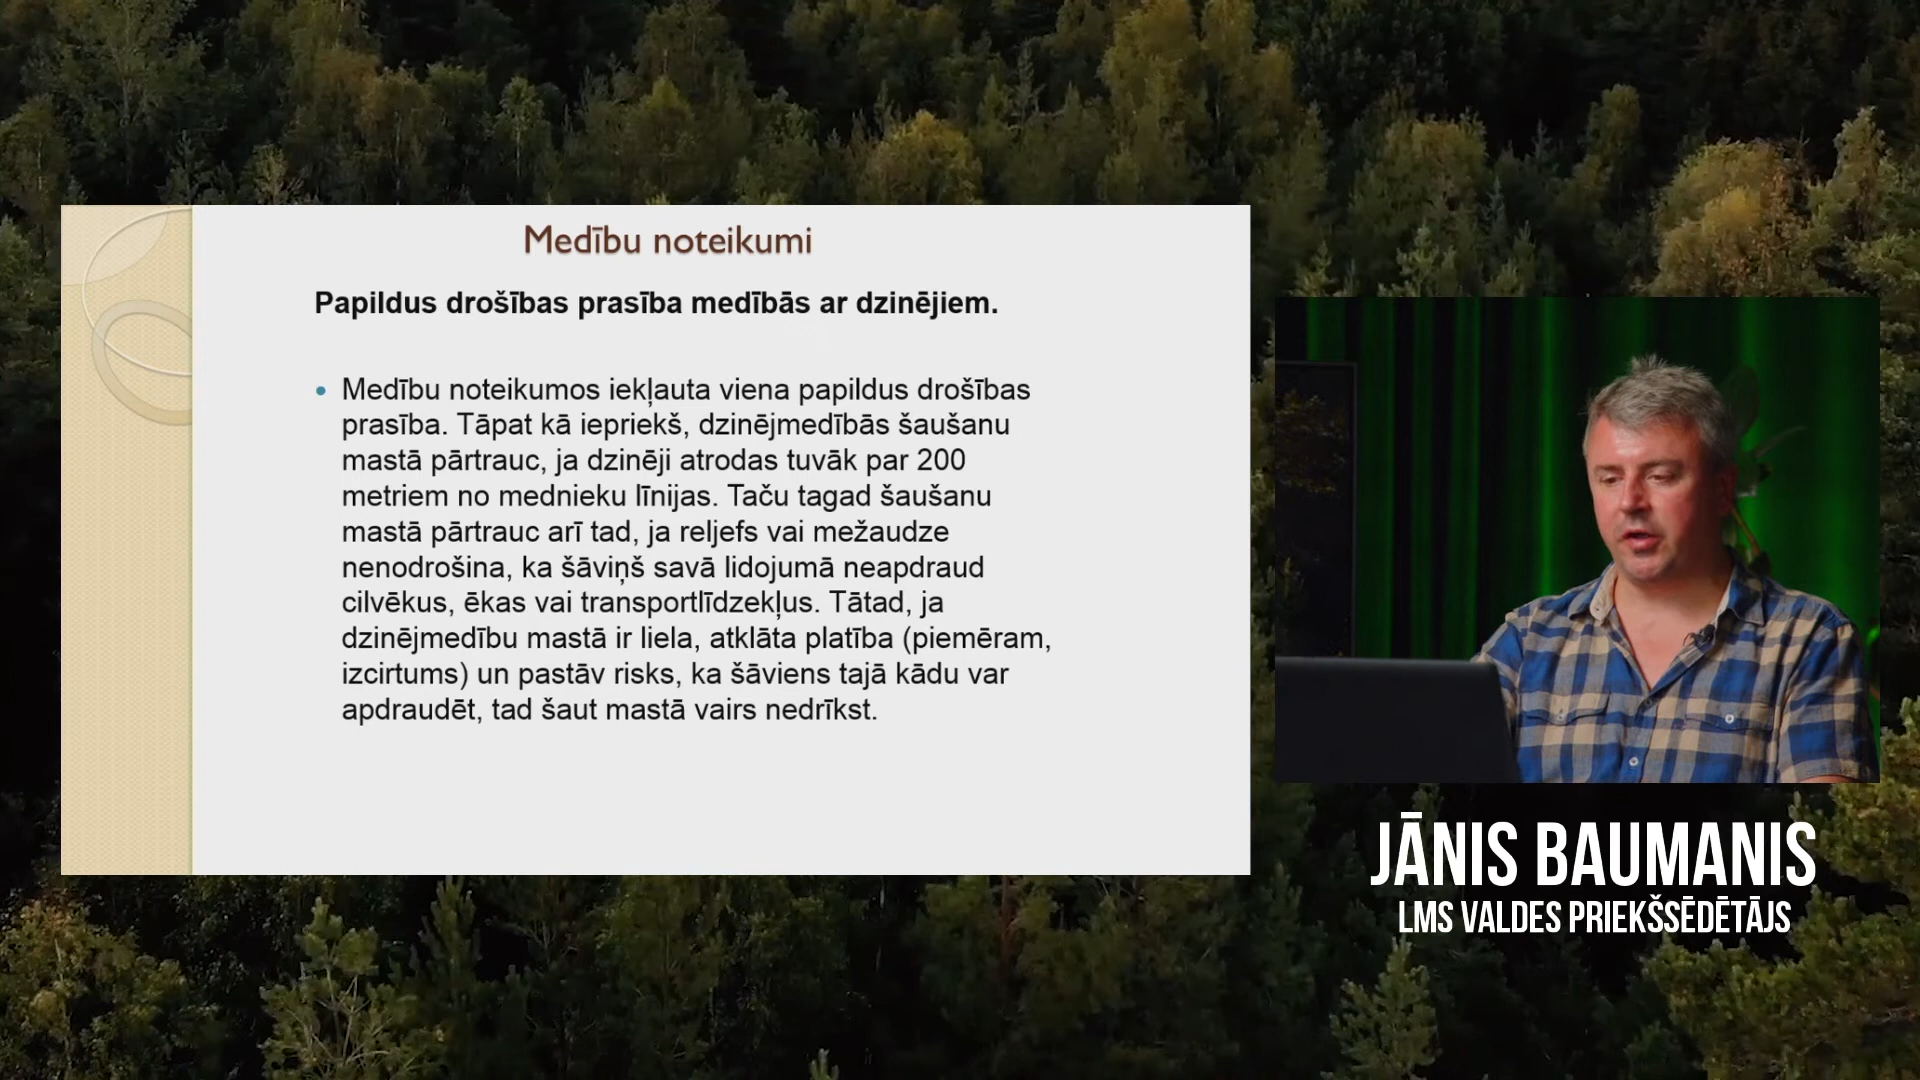 Medību noteikumi
Papildus drošības prasība medībās ar dzinējiem.
• Medību noteikumos iekļauta viena papildus drošības
prasība. Tāpat kā iepriekš, dzinējmedībās šaušanu
mastā pārtrauc, ja dzinēji atrodas tuvāk par 200
metriem no mednieku līnijas. Taču tagad šaušanu
mastā pārtrauc arī tad, ja reljefs vai mežaudze
nenodrošina, ka šāviņš savā lidojumā neapdraud
cilvēkus, ēkas vai transportlīdzekļus. Tātad, ja
dzinējmedību mastā ir liela, atklāta platība (piemēram,
izcirtums) un pastāv risks, ka šāviens tajā kādu var
apdraudēt, tad šaut mastā vairs nedrīkst.
JĀNIS BAUMANIS
LMS VALDES PRIEKŠSĒDĒTĀJS